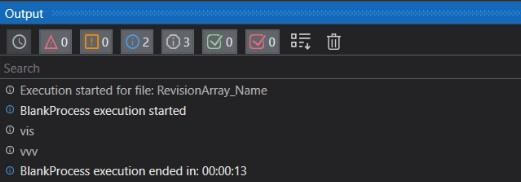 Output
0 0 2 3 0 0
Search
Execution started for file: RevisionArray_Name
BlankProcess execution started
vis
vvv
BlankProcess execution ended in: 00:00:13